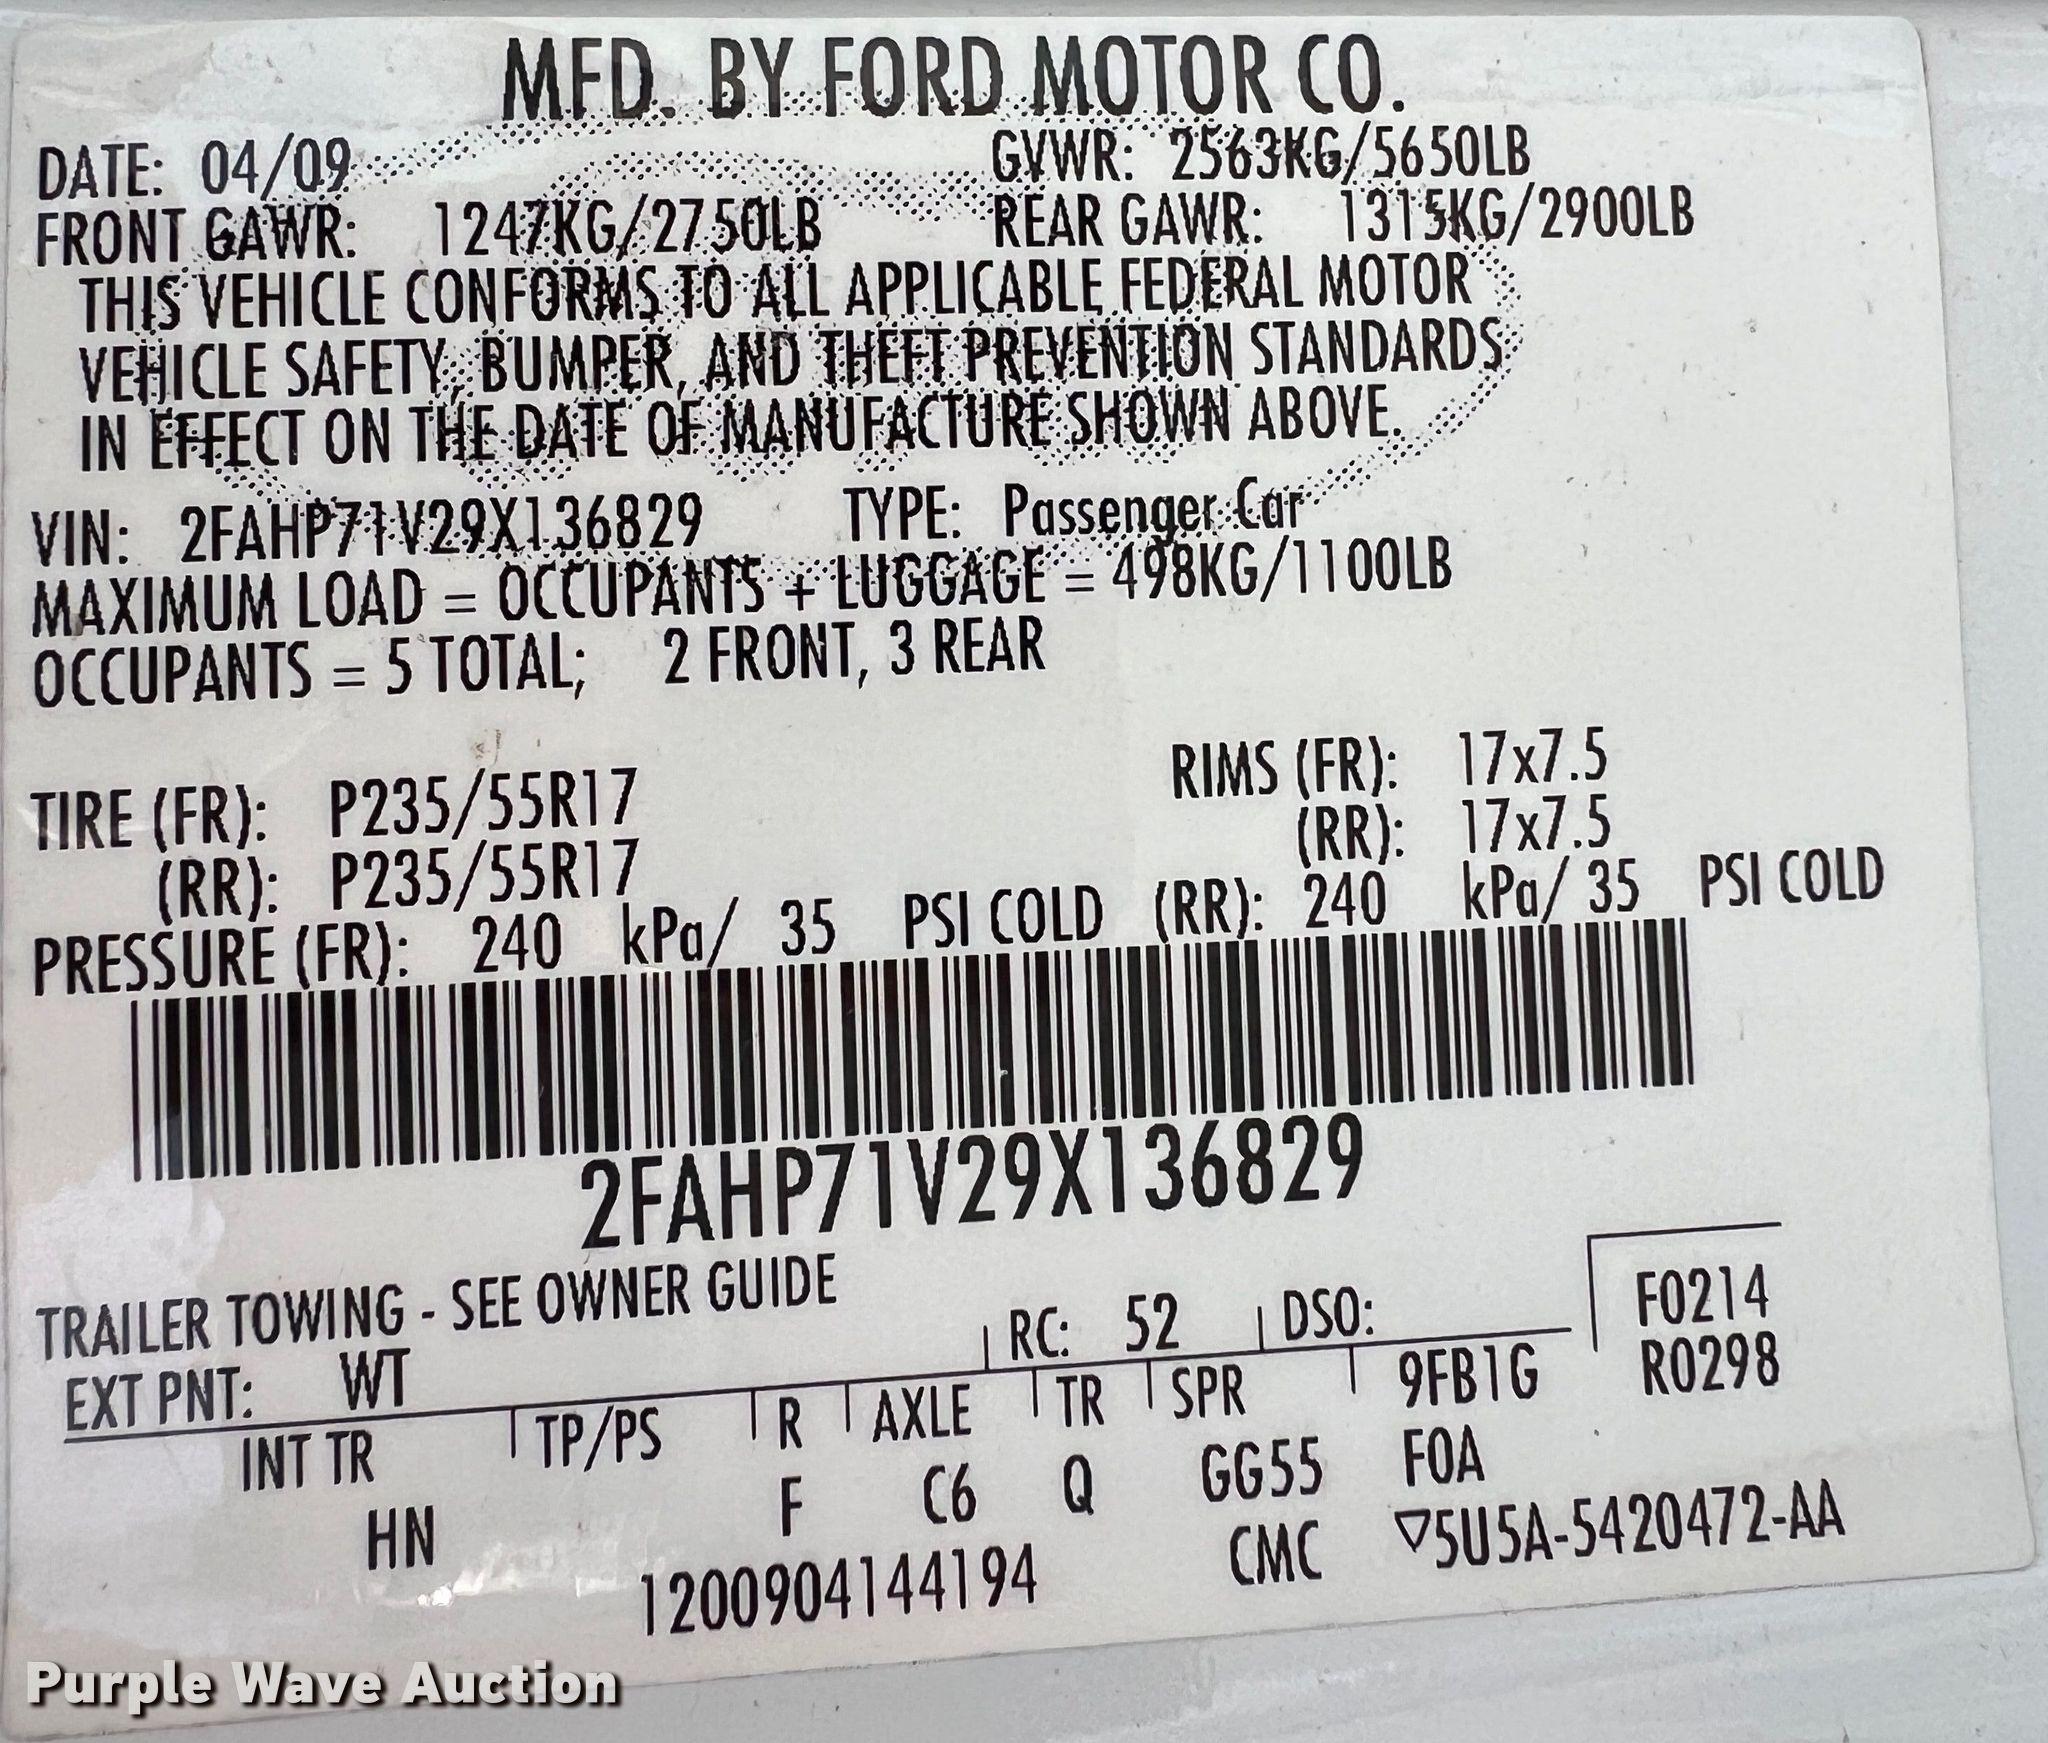 MFD. BY FORD MOTOR CO.
DATE: 04/09 GVWR: 2563KG/5650LB
FRONT GAWR: 1247KG/2750LB REAR GAWR: 1315KG/2900LB
THIS VEHICLE CONFORMS TO ALL APPLICABLE FEDERAL MOTOR
VEHICLE SAFETY, BUMPER, AND THEFT PREVENTION STANDARDS
IN EFFECT ON THE DATE OF MANUFACTURE SHOWN ABOVE.
VIN: 2FAHP71V29X136829 TYPE: Passenger Car
MAXIMUM LOAD = OCCUPANTS + LUGGAGE = 498KG/1100LB
OCCUPANTS = 5 TOTAL; 2 FRONT, 3 REAR
TIRE (FR): P235/55R17 RIMS (FR): 17x7.5
(RR): P235/55R17 (RR): 17x7.5
PRESSURE (FR): 240 kPa/ 35 PSI COLD (RR): 240 kPa/ 35 PSI COLD
2FAHP71V29X136829
TRAILER TOWING - SEE OWNER GUIDE
EXT PNT: WT RC: 52 DSO: F0214
INT TR TP/PS R AXLE TR SPR 9FB1G R0298
HN F C6 Q GG55 FOA
1200904144194 CMC ▽5U5A-5420472-AA
Purple Wave Auction